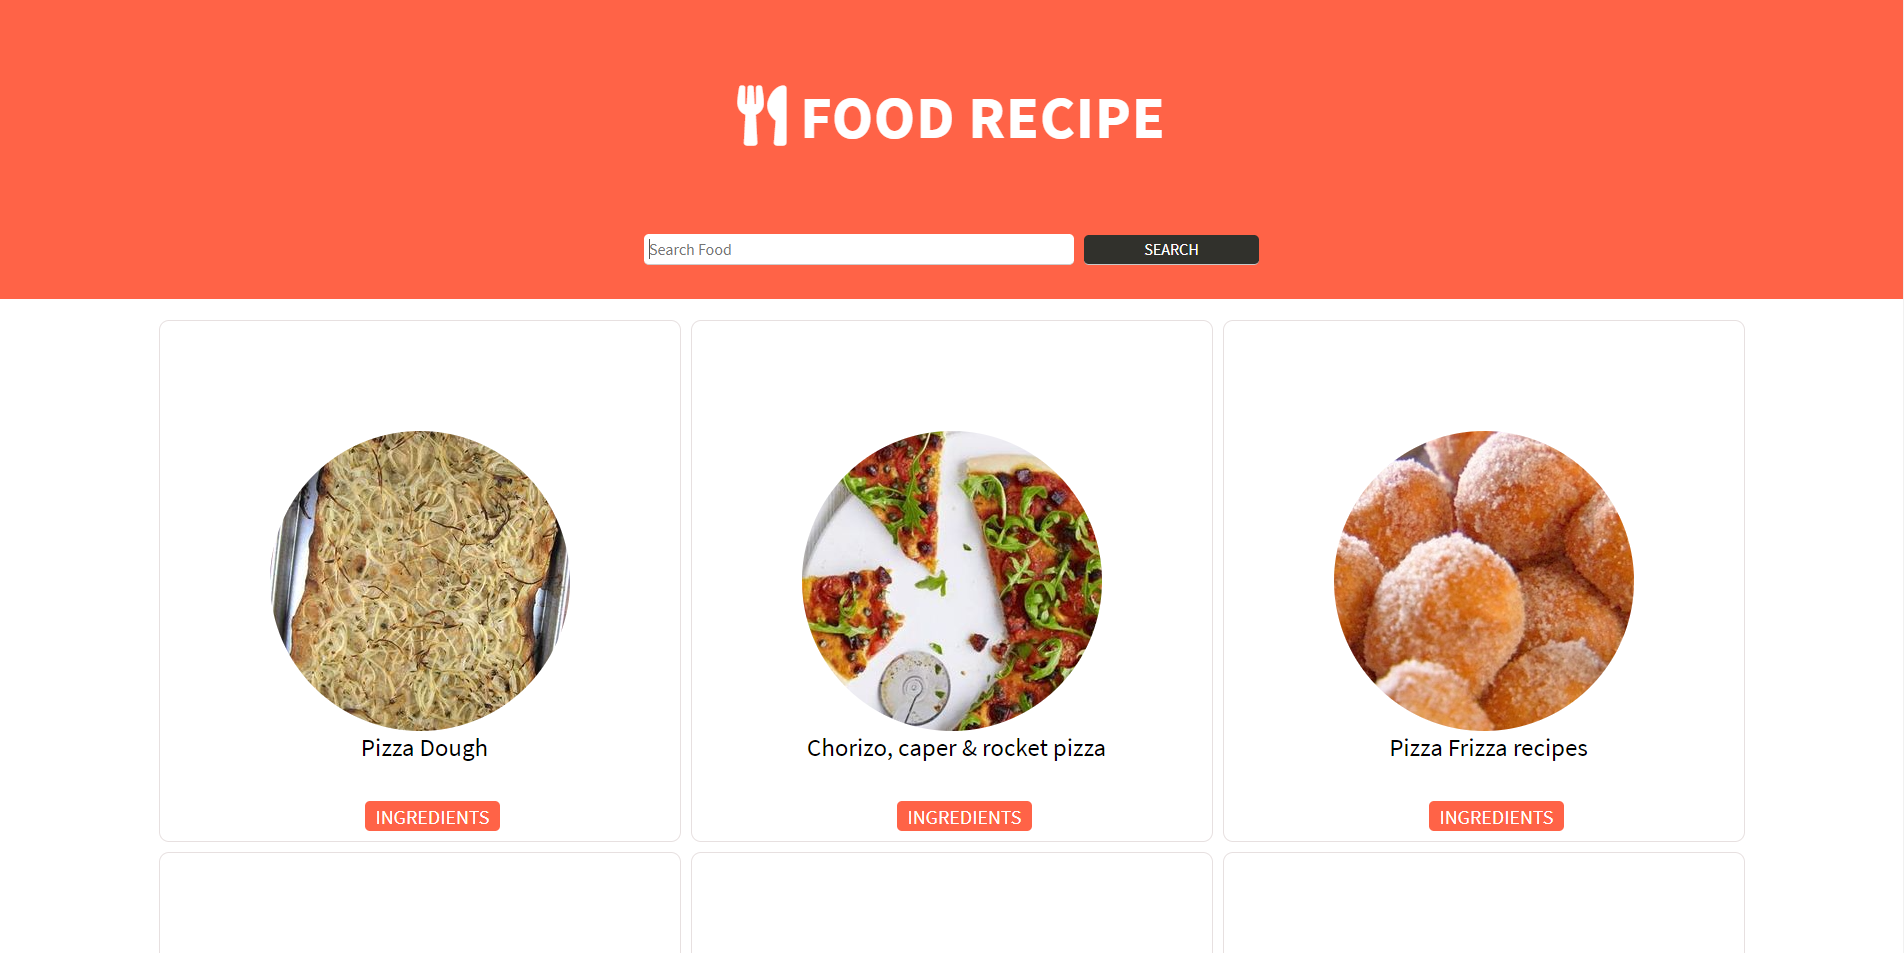 FOOD RECIPE
Search Food
SEARCH
Pizza Dough
Chorizo, caper & rocket pizza
Pizza Frizza recipes
INGREDIENTS
INGREDIENTS
INGREDIENTS